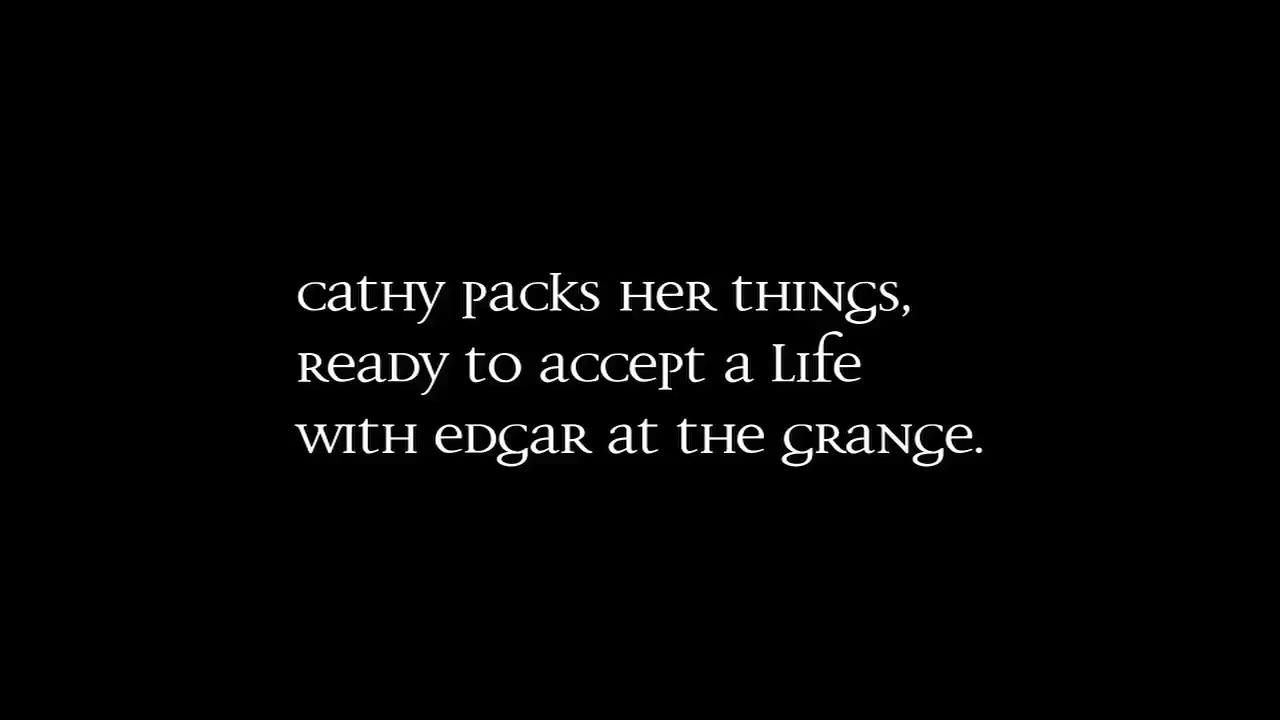 Cathy packs her things,
ready to accept a life
with Edgar at the Grange.